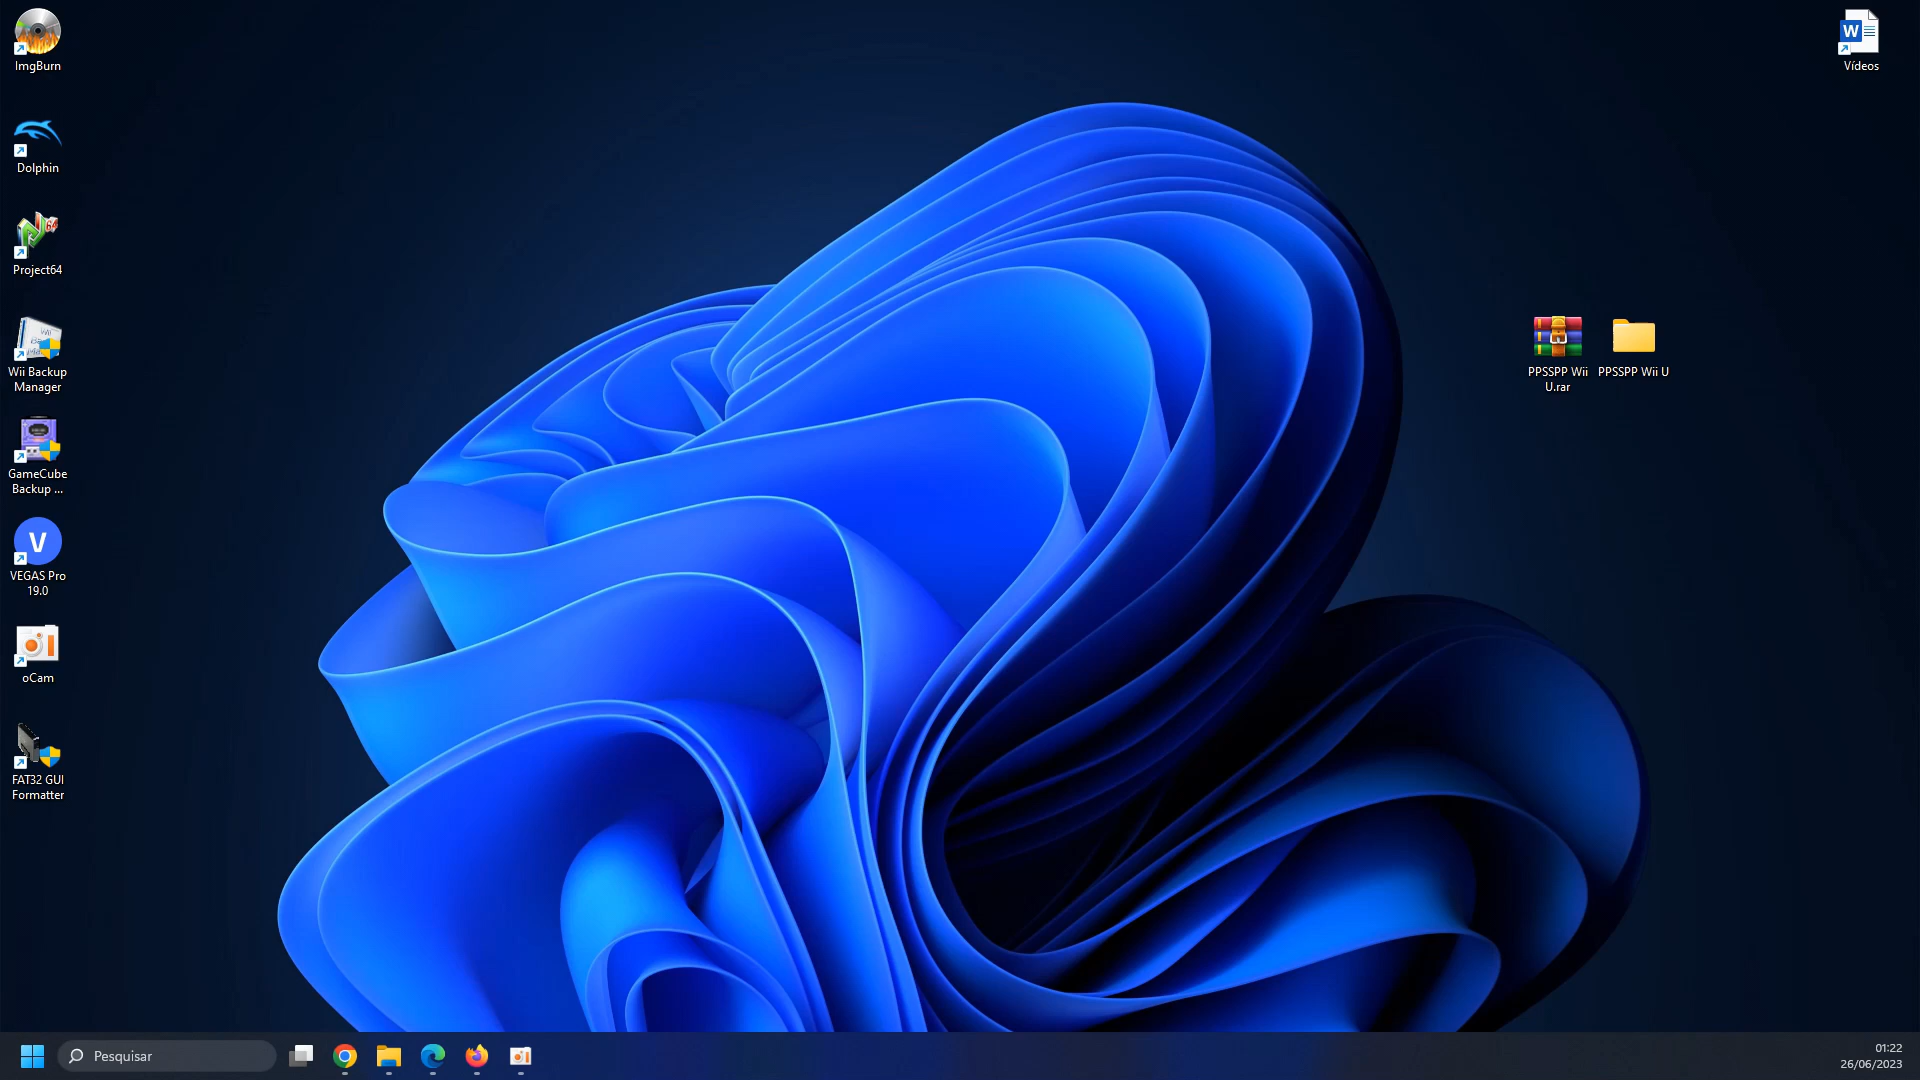 ImgBurn
Dolphin
Project64
Wii Backup
Manager
GameCube
Backup ...
V
VEGAS Pro
19.0
oCam
FAT32 GUI
Formatter
W
Vídeos
PPSSPP Wii
U.rar
PPSSPP Wii U
Pesquisar
01:22
26/06/2023